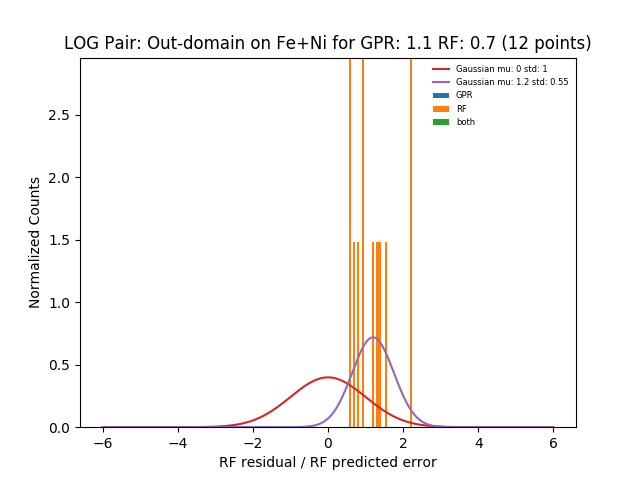 LOG Pair: Out-domain on Fe+Ni for GPR: 1.1 RF: 0.7 (12 points)
Gaussian mu: 0 std: 1
Gaussian mu: 1.2 std: 0.55
GPR
RF
both
Normalized Counts
2.5
2.0
1.5
1.0
0.5
0.0
−6 −4 −2 0 2 4 6
RF residual / RF predicted error